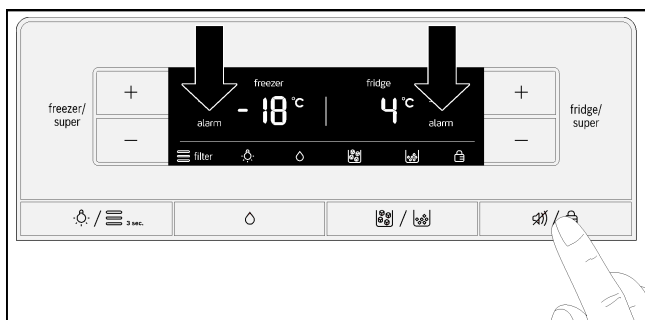 freezer
fridge
- 18 °C
4 °C
alarm
alarm
filter
freezer/
super
+
−
+
−
fridge/
super
/
3 sec.
/
/